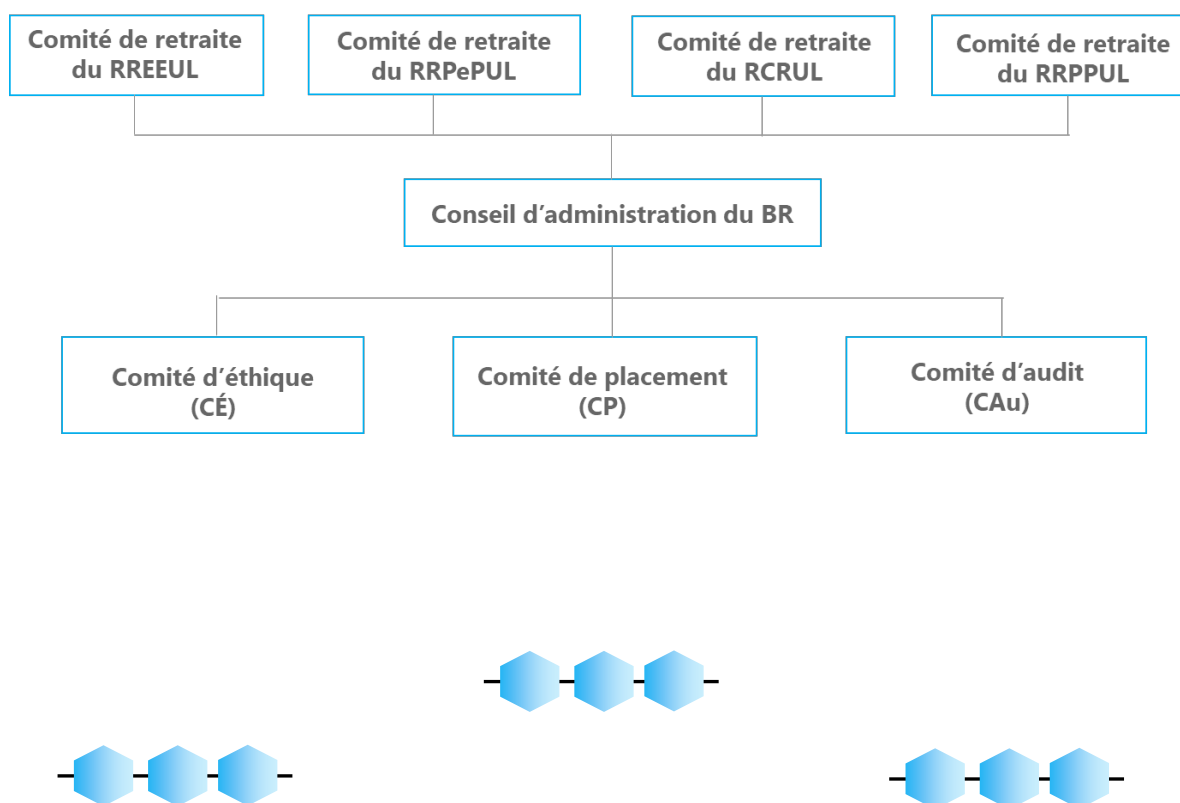 Comité de retraite
du RREEUL
Comité de retraite
du RRPePUL
Comité de retraite
du RCRUL
Comité de retraite
du RRPPUL
Conseil d’administration du BR
Comité d’éthique
(CÉ)
Comité de placement
(CP)
Comité d’audit
(CAu)